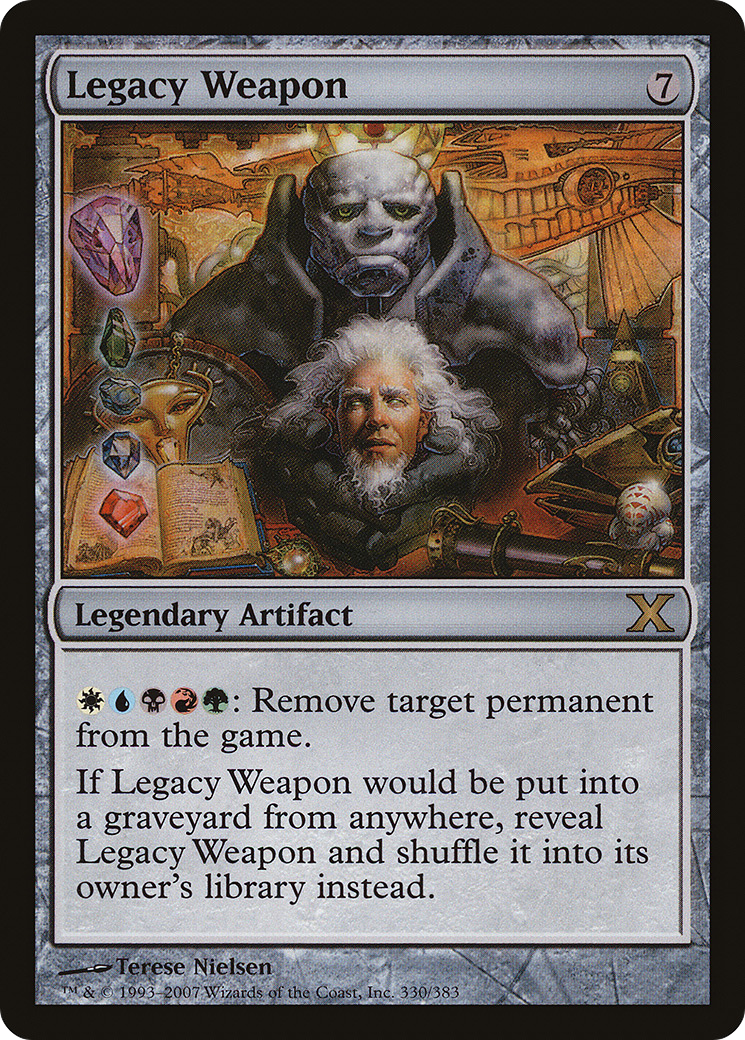 Legacy Weapon 7
Legendary Artifact X
: Remove target permanent
from the game.
If Legacy Weapon would be put into
a graveyard from anywhere, reveal
Legacy Weapon and shuffle it into its
owner's library instead.
Terese Nielsen
™ & © 1993–2007 Wizards of the Coast, Inc. 330/383